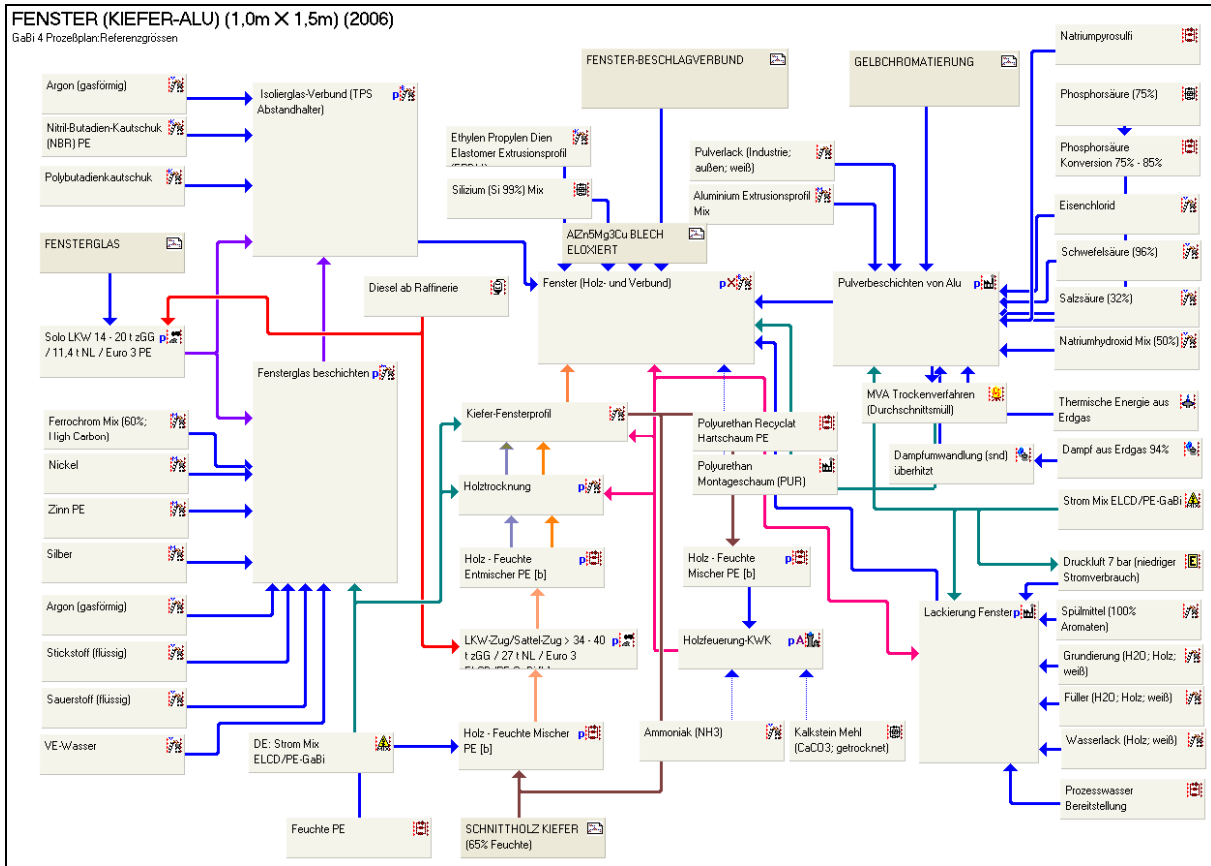 FENSTER (KIEFER-ALU) (1,0m X 1,5m) (2006)
GaBi 4 Prozeßplan:Referenzgrössen
Argon (gasförmig)
Nitril-Butadien-Kautschuk
(NBR) PE
Polybutadienkautschuk
FENSTERGLAS
Solo LKW 14 - 20 t zGG
/ 11,4 t NL / Euro 3 PE
p
Ferrochrom Mix (60%;
High Carbon)
Nickel
Zinn PE
Silber
Argon (gasförmig)
Stickstoff (flüssig)
Sauerstoff (flüssig)
VE-Wasser
Isolierglas-Verbund (TPS
Abstandhalter)
p
Fensterglas beschichten
p
DE: Strom Mix
ELCD/PE-GaBi
Feuchte PE
FENSTER-BESCHLAGVERBUND
Ethylen Propylen Dien
Elastomer Extrusionsprofil
Silizium (Si 99%) Mix
AlZn5Mg3Cu BLECH
ELOXIERT
Diesel ab Raffinerie
Fenster (Holz- und Verbund)
pX
Kiefer-Fensterprofil
Holztrocknung
p
Holz - Feuchte
Entmischer PE [b]
p
LKW-Zug/Sattel-Zug > 34 - 40
t zGG / 27 t NL / Euro 3
p
Holz - Feuchte Mischer
PE [b]
p
SCHNITTHOLZ KIEFER
(65% Feuchte)
GELBCHROMATIERUNG
Pulverlack (Industrie;
außen; weiß)
Aluminium Extrusionsprofil
Mix
Pulverbeschichten von Alu
p
MVA Trockenverfahren
(Durchschnittsmüll)
Dampfumwandlung (snd)
überhitzt
Polyurethan Recyclat
Hartschaum PE
Polyurethan
Montageschaum (PUR)
Holz - Feuchte
Mischer PE [b]
p
Holzfeuerung-KWK
pA
Ammoniak (NH3)
Kalkstein Mehl
(CaCO3; getrocknet)
Lackierung Fenster
p
Natriumpyrosulfi
Phosphorsäure (75%)
Phosphorsäure
Konversion 75% - 85%
Eisenchlorid
Schwefelsäure (96%)
Salzsäure (32%)
Natriumhydroxid Mix (50%)
Thermische Energie aus
Erdgas
Dampf aus Erdgas 94%
Strom Mix ELCD/PE-GaBi
Druckluft 7 bar (niedriger
Stromverbrauch)
E
Spülmittel (100%
Aromaten)
Grundierung (H2O; Holz;
weiß)
Füller (H2O; Holz; weiß)
Wasserlack (Holz; weiß)
Prozesswasser
Bereitstellung